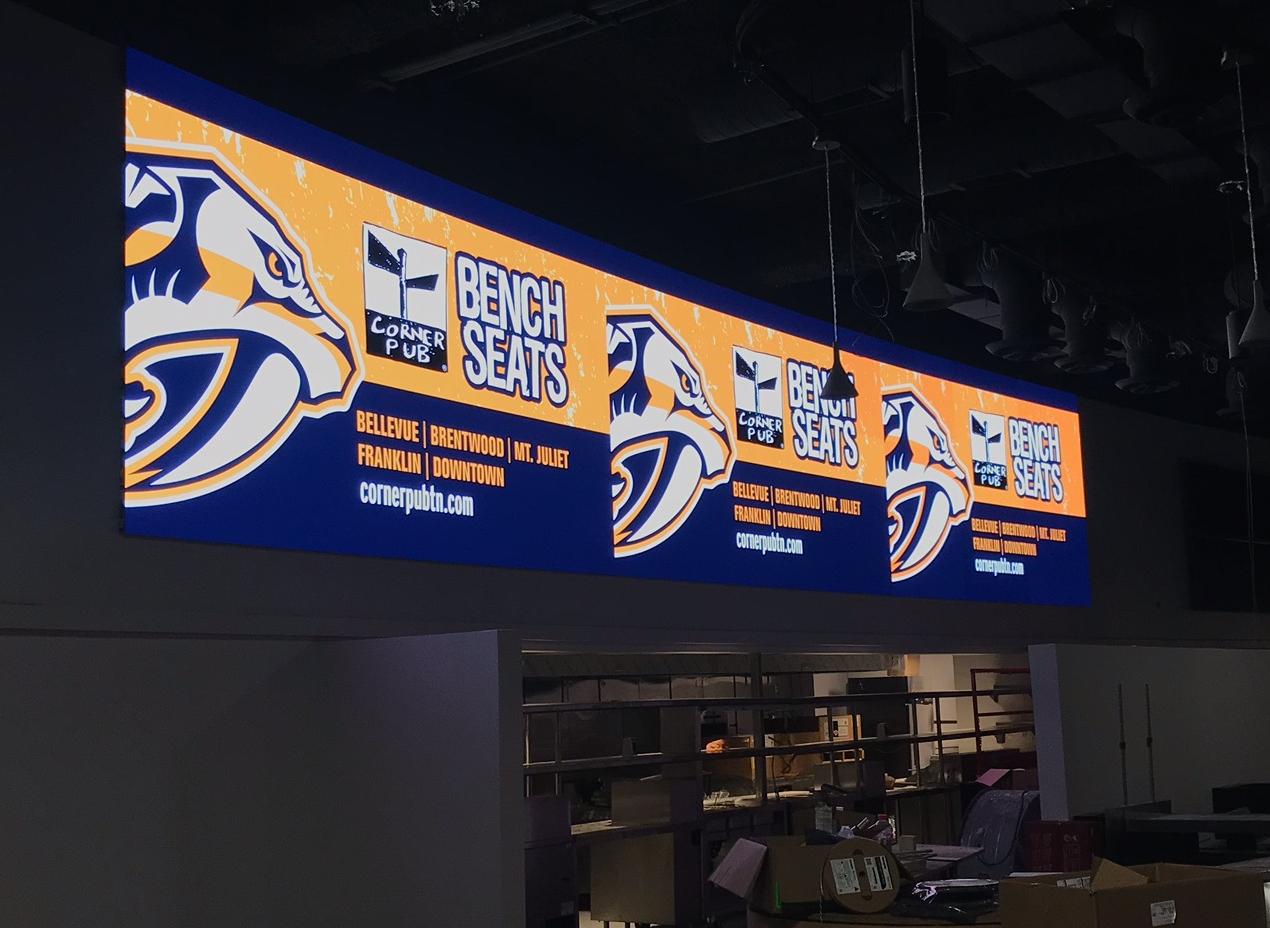 CORNER
PUB
BENCH
SEATS
BELLEVUE | BRENTWOOD | MT. JULIET
FRANKLIN | DOWNTOWN
cornerpubtn.com
CORNER
PUB
BENCH
SEATS
BELLEVUE | BRENTWOOD | MT. JULIET
FRANKLIN | DOWNTOWN
cornerpubtn.com
CORNER
PUB
BENCH
SEATS
BELLEVUE | BRENTWOOD | MT. JULIET
FRANKLIN | DOWNTOWN
cornerpubtn.com